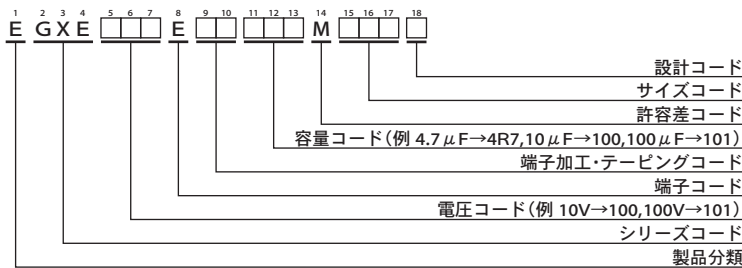 1 2 3 4 5 6 7 8 9 10 11 12 13 14 15 16 17 18
E GXE □□□ E □□ □□□ M □□□ □
設計コード
サイズコード
許容差コード
容量コード(例 4.7μF→4R7,10μF→100,100μF→101)
端子加工・テーピングコード
端子コード
電圧コード(例 10V→100,100V→101)
シリーズコード
製品分類